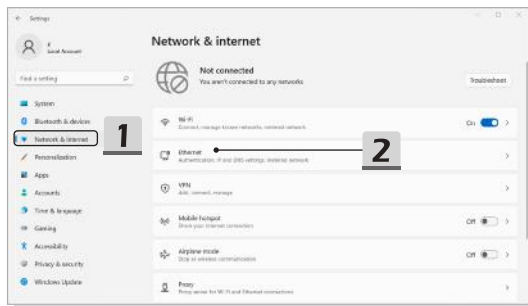 Settings
Network & internet
Local Account
Not connected
You aren't connected to any networks
Troubleshoot
Find a setting
System
Bluetooth & devices
Network & internet
Personalization
Apps
Accounts
Time & language
Gaming
Accessibility
Privacy & security
Windows Update
1
2
Wi-Fi
Connect, manage known networks, metered network
On
Ethernet
Authentication, IP and DNS settings, metered network
VPN
Add, connect, manage
Mobile hotspot
Share your internet connection
Off
Airplane mode
Stop all wireless communication
Off
Proxy
Proxy server for Wi-Fi and Ethernet connections